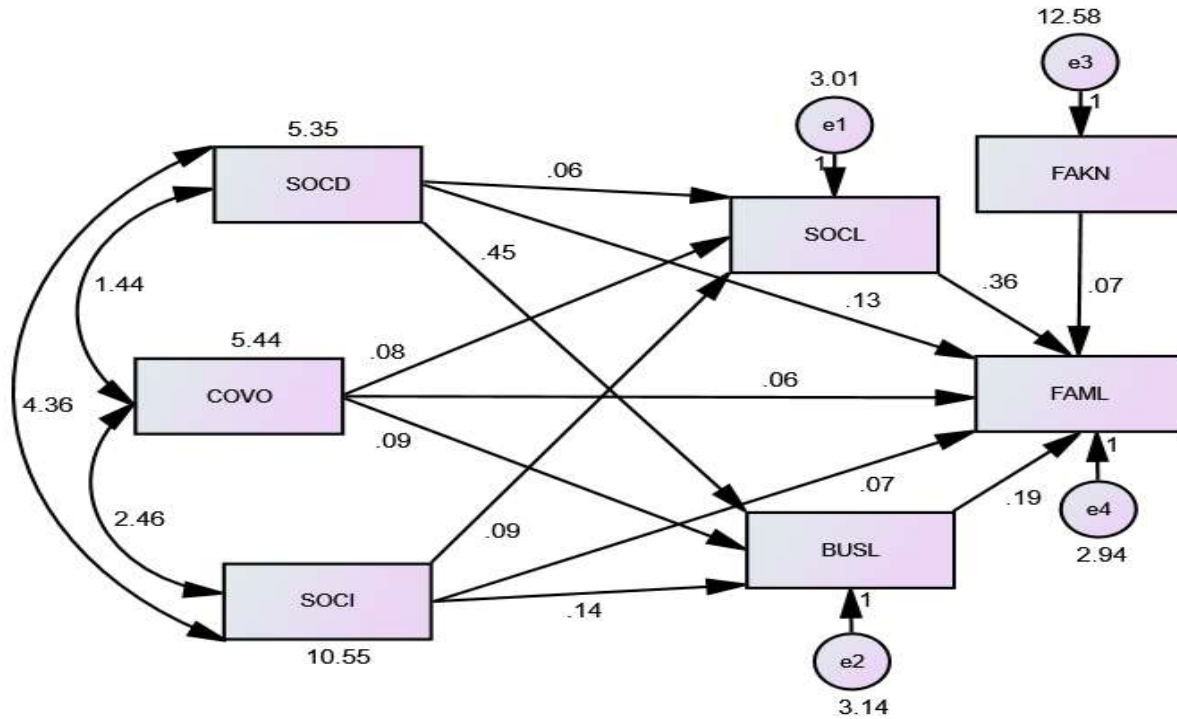 12.58
e3
1
3.01
e1
1
5.35
SOCD
.06
FAKN
SOCL
.45
1.44
.13
.36
.07
5.44
COVO
.08
.06
FAML
4.36
.09
1
.07
.19
e4
2.46
.09
BUSL
2.94
SOCI
.14
1
10.55
e2
3.14